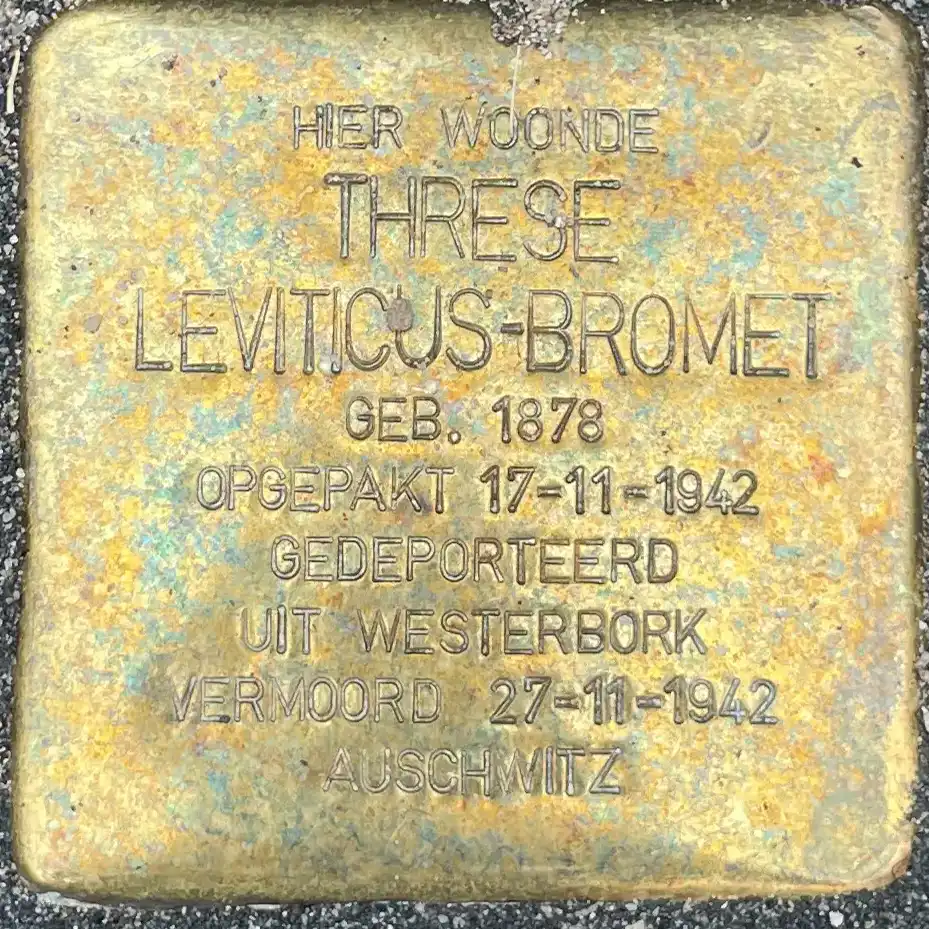 HIER WOONDE
THRESE
LEVITICUS-BROMET
GEB. 1878
OPGEPAKT 17-11-1942
GEDEPORTEERD
UIT WESTERBORK
VERMOORD 27-11-1942
AUSCHWITZ